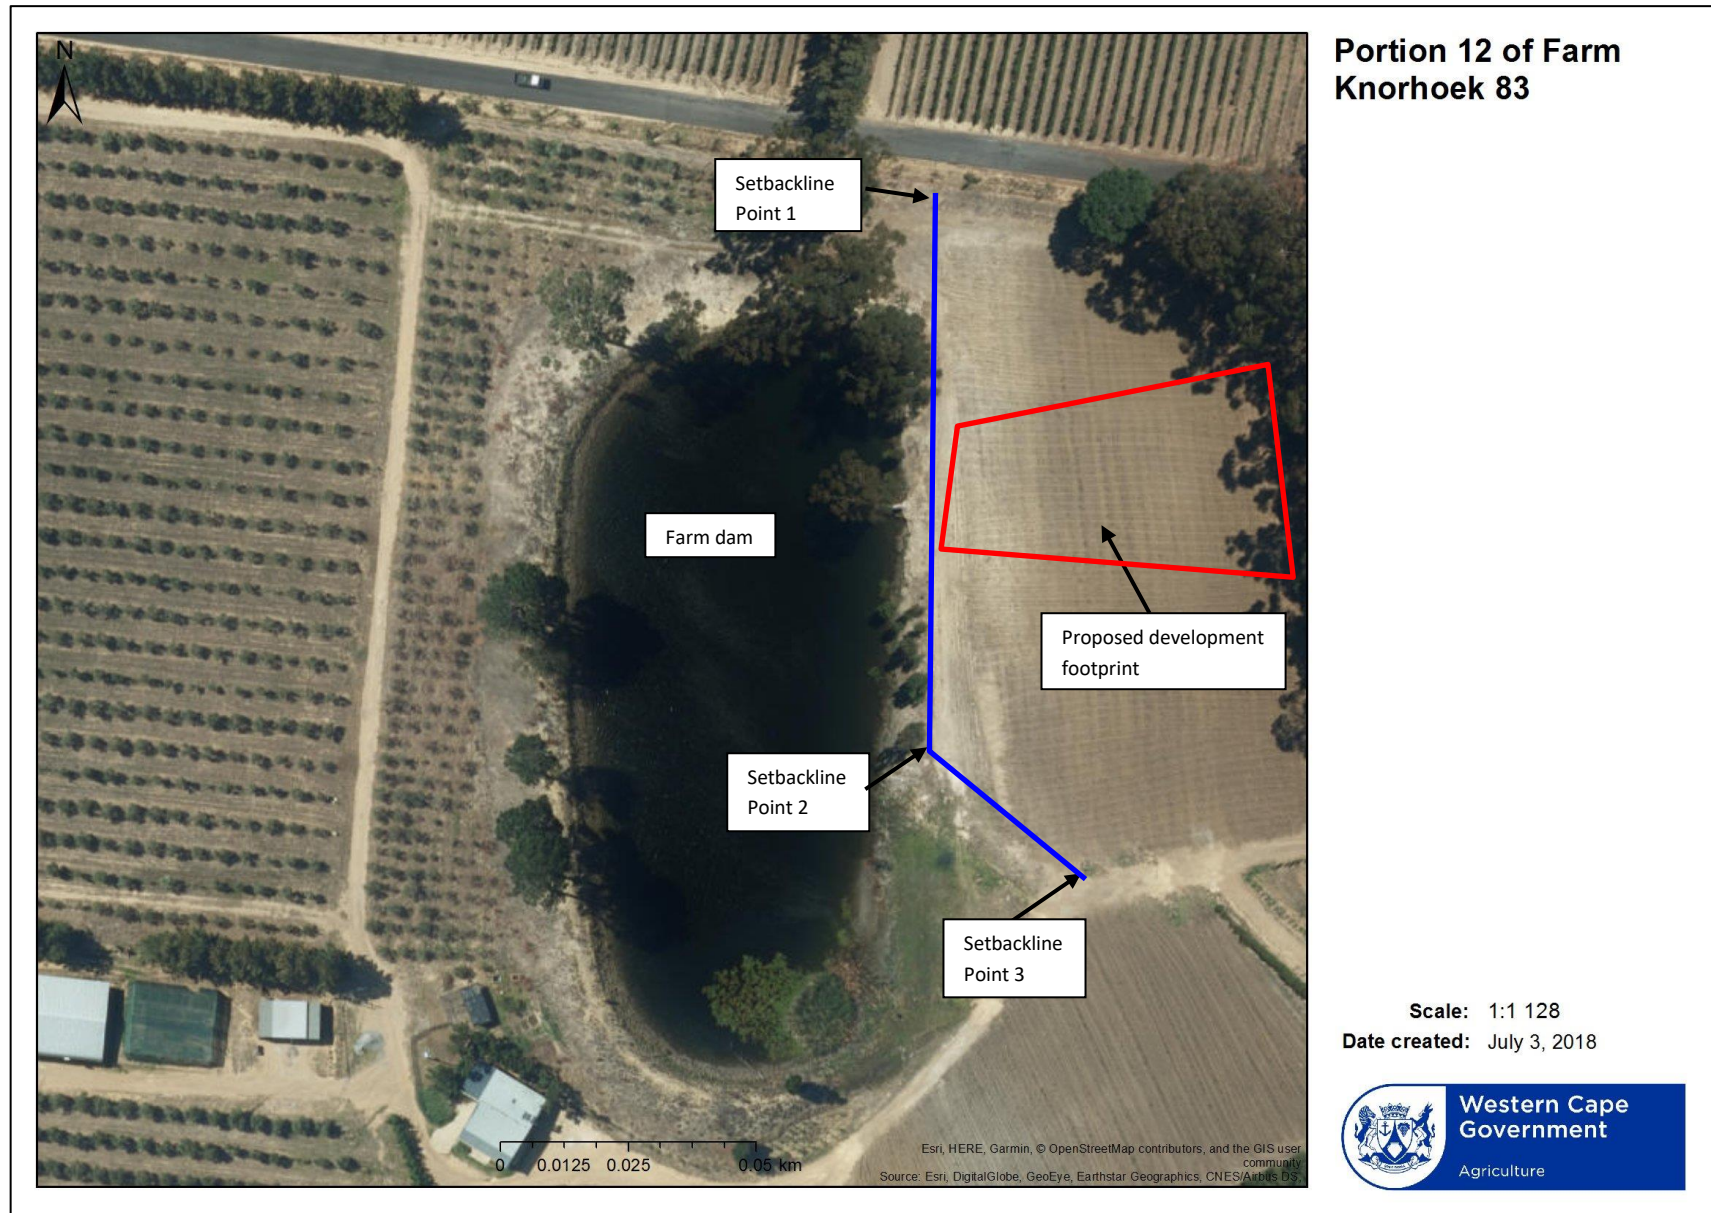 Portion 12 of Farm
Knorhoek 83
N
Setbackline
Point 1
Farm dam
Proposed development
footprint
Setbackline
Point 2
Setbackline
Point 3
0 0.0125 0.025 0.05 km
Esri, HERE, Garmin, © OpenStreetMap contributors, and the GIS user
community
Source: Esri, DigitalGlobe, GeoEye, Earthstar Geographics, CNES/Airbus DS,
Scale: 1:1 128
Date created: July 3, 2018
Western Cape
Government
Agriculture